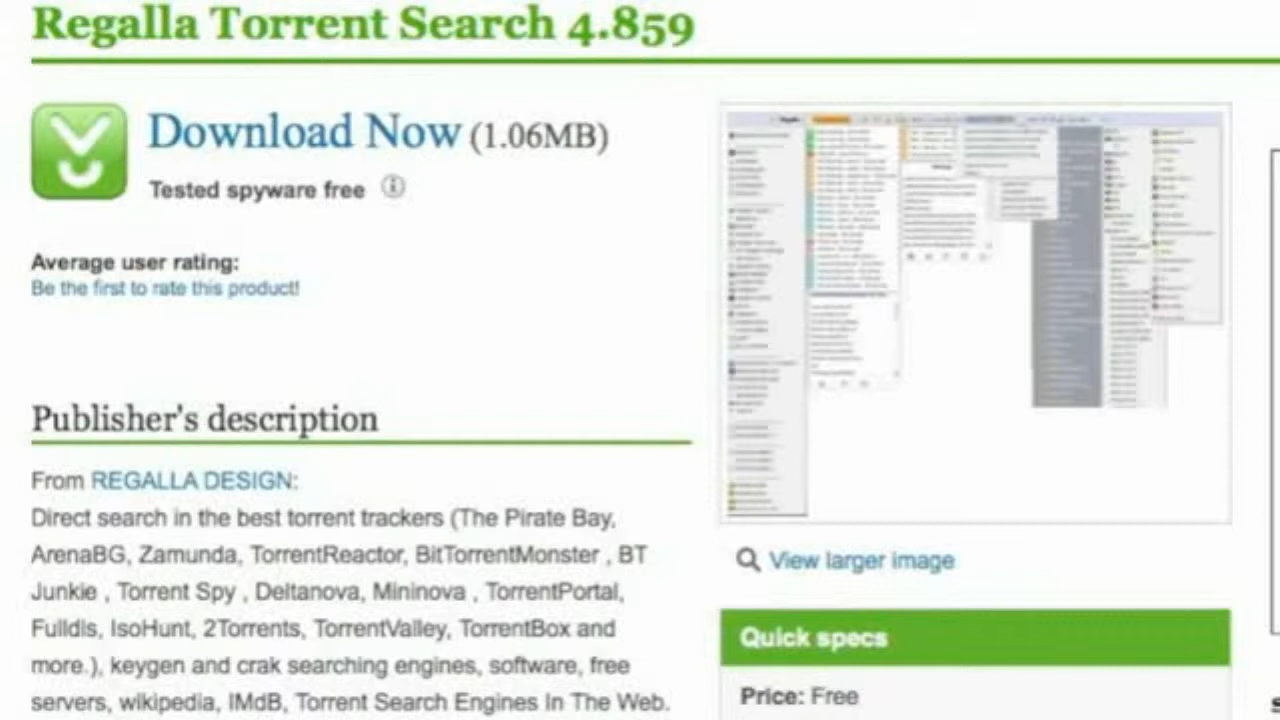 Regalla Torrent Search 4.859
Download Now (1.06MB)
Tested spyware free
Average user rating:
Be the first to rate this product!
Publisher's description
From REGALLA DESIGN:
Direct search in the best torrent trackers (The Pirate Bay,
ArenaBG, Zamunda, TorrentReactor, BitTorrentMonster , BT
Junkie , Torrent Spy , Deltanova, Mininova , TorrentPortal,
Fulldls, IsoHunt, 2Torrents, TorrentValley, TorrentBox and
more.), keygen and crak searching engines, software, free
servers, wikipedia, IMdB, Torrent Search Engines In The Web.
View larger image
Quick specs
Price: Free